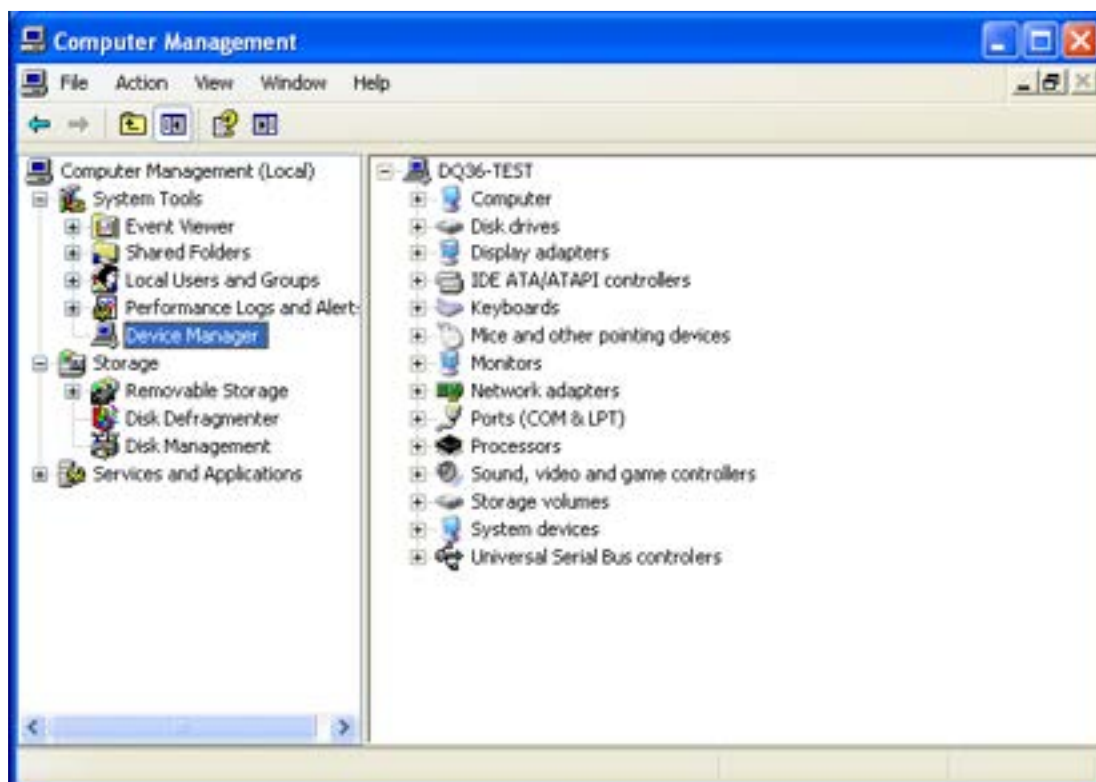 Computer Management
File Action View Window Help
Computer Management (Local)
System Tools
Event Viewer
Shared Folders
Local Users and Groups
Performance Logs and Alert
Device Manager
Storage
Removable Storage
Disk Defragmenter
Disk Management
Services and Applications
DQ36-TEST
Computer
Disk drives
Display adapters
IDE ATA/ATAPI controllers
Keyboards
Mice and other pointing devices
Monitors
Network adapters
Ports (COM & LPT)
Processors
Sound, video and game controllers
Storage volumes
System devices
Universal Serial Bus controlers